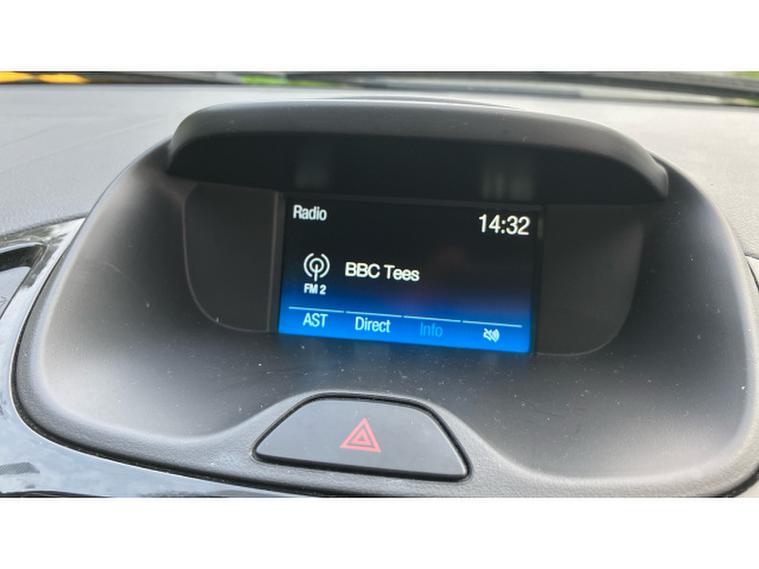 Radio 14:32
BBC Tees
FM 2
AST Direct Info